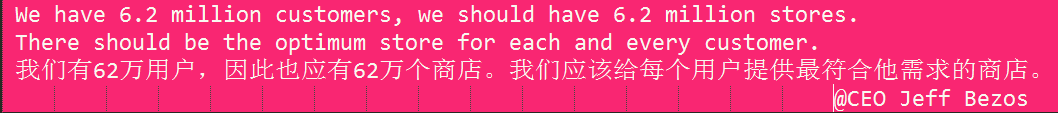 We have 6.2 million customers, we should have 6.2 million stores.
There should be the optimum store for each and every customer.
我们有62万用户，因此也应有62万个商店。我们应该给每个用户提供最符合他需求的商店。
@CEO Jeff Bezos